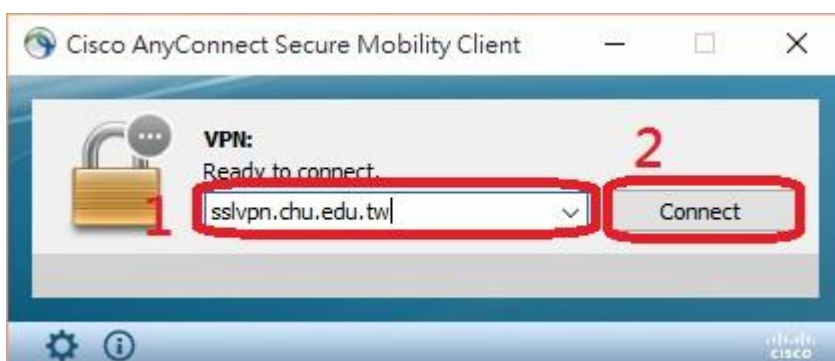 Cisco AnyConnect Secure Mobility Client
VPN:
Ready to connect.
2
1
sslvpn.chu.edu.tw
Connect
CISCO